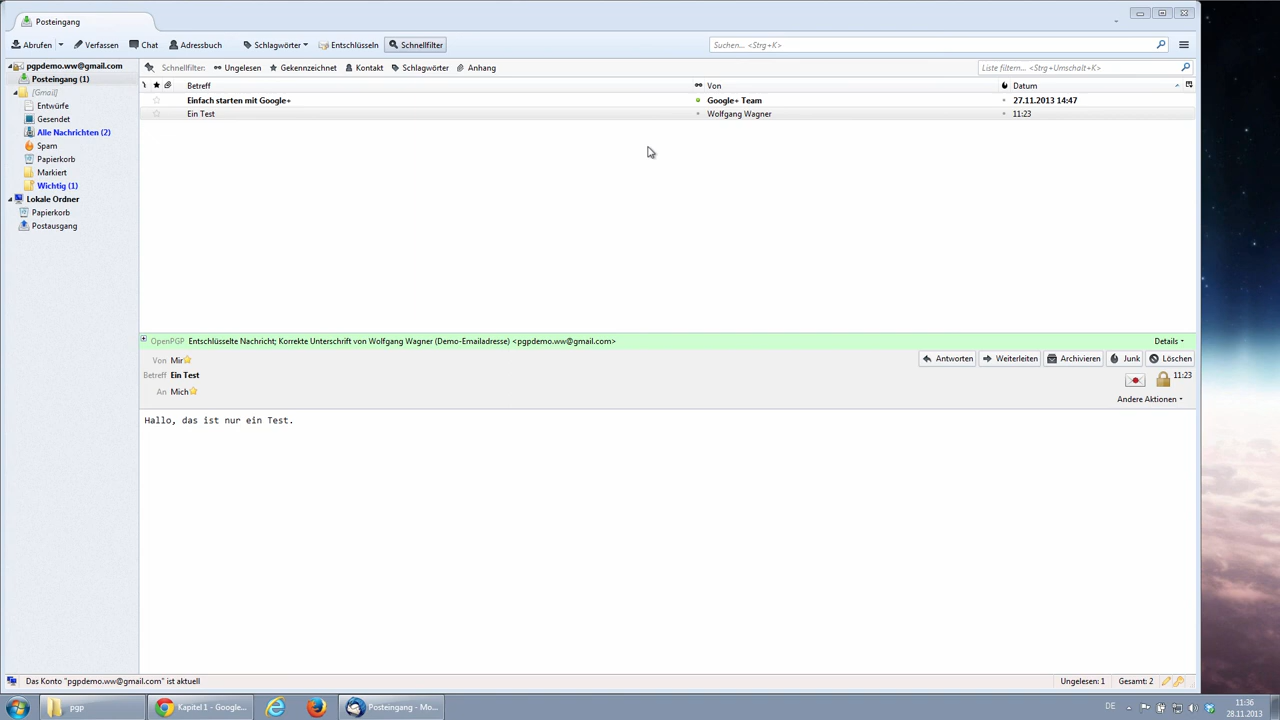 Posteingang
Abrufen Verfassen Chat Adressbuch Schlagwörter Entschlüsseln Schnellfilter Suchen... <Strg+K>
pgpdemo.ww@gmail.com
Posteingang (1)
[Gmail]
Entwürfe
Gesendet
Alle Nachrichten (2)
Spam
Papierkorb
Markiert
Wichtig (1)
Lokale Ordner
Papierkorb
Postausgang
Schnellfilter: Ungelesen Gekennzeichnet Kontakt Schlagwörter Anhang Liste filtern... <Strg+Umschalt+K>
Betreff Von Datum
Einfach starten mit Google+ Google+ Team 27.11.2013 14:47
Ein Test Wolfgang Wagner 11:23
OpenPGP Entschlüsselte Nachricht; Korrekte Unterschrift von Wolfgang Wagner (Demo-Emailadresse) <pgpdemo.ww@gmail.com> Details
Von Mir Antworten Weiterleiten Archivieren Junk Löschen
Betreff Ein Test 11:23
An Mich Andere Aktionen
Hallo, das ist nur ein Test.
Das Konto "pgpdemo.ww@gmail.com" ist aktuell Ungelesen: 1 Gesamt: 2
pgp Kapitel 1 - Google... Posteingang - Mo... DE 11:36
28.11.2013